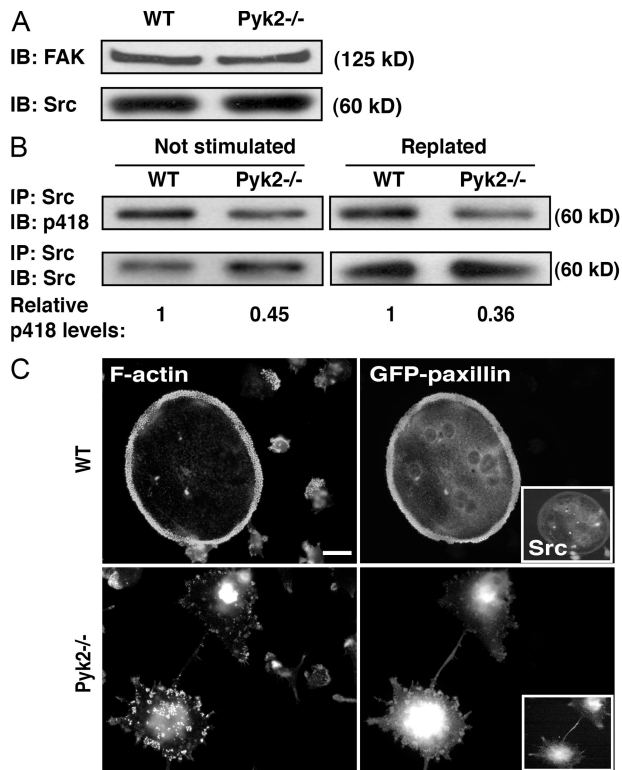 A
WT Pyk2-/-
IB: FAK (125 kD)
IB: Src (60 kD)
B
Not stimulated Replated
WT Pyk2-/- WT Pyk2-/-
IP: Src
IB: p418 (60 kD)
IP: Src
IB: Src (60 kD)
Relative
p418 levels: 1 0.45 1 0.36
C
F-actin GFP-paxillin
WT
Src
Pyk2-/-